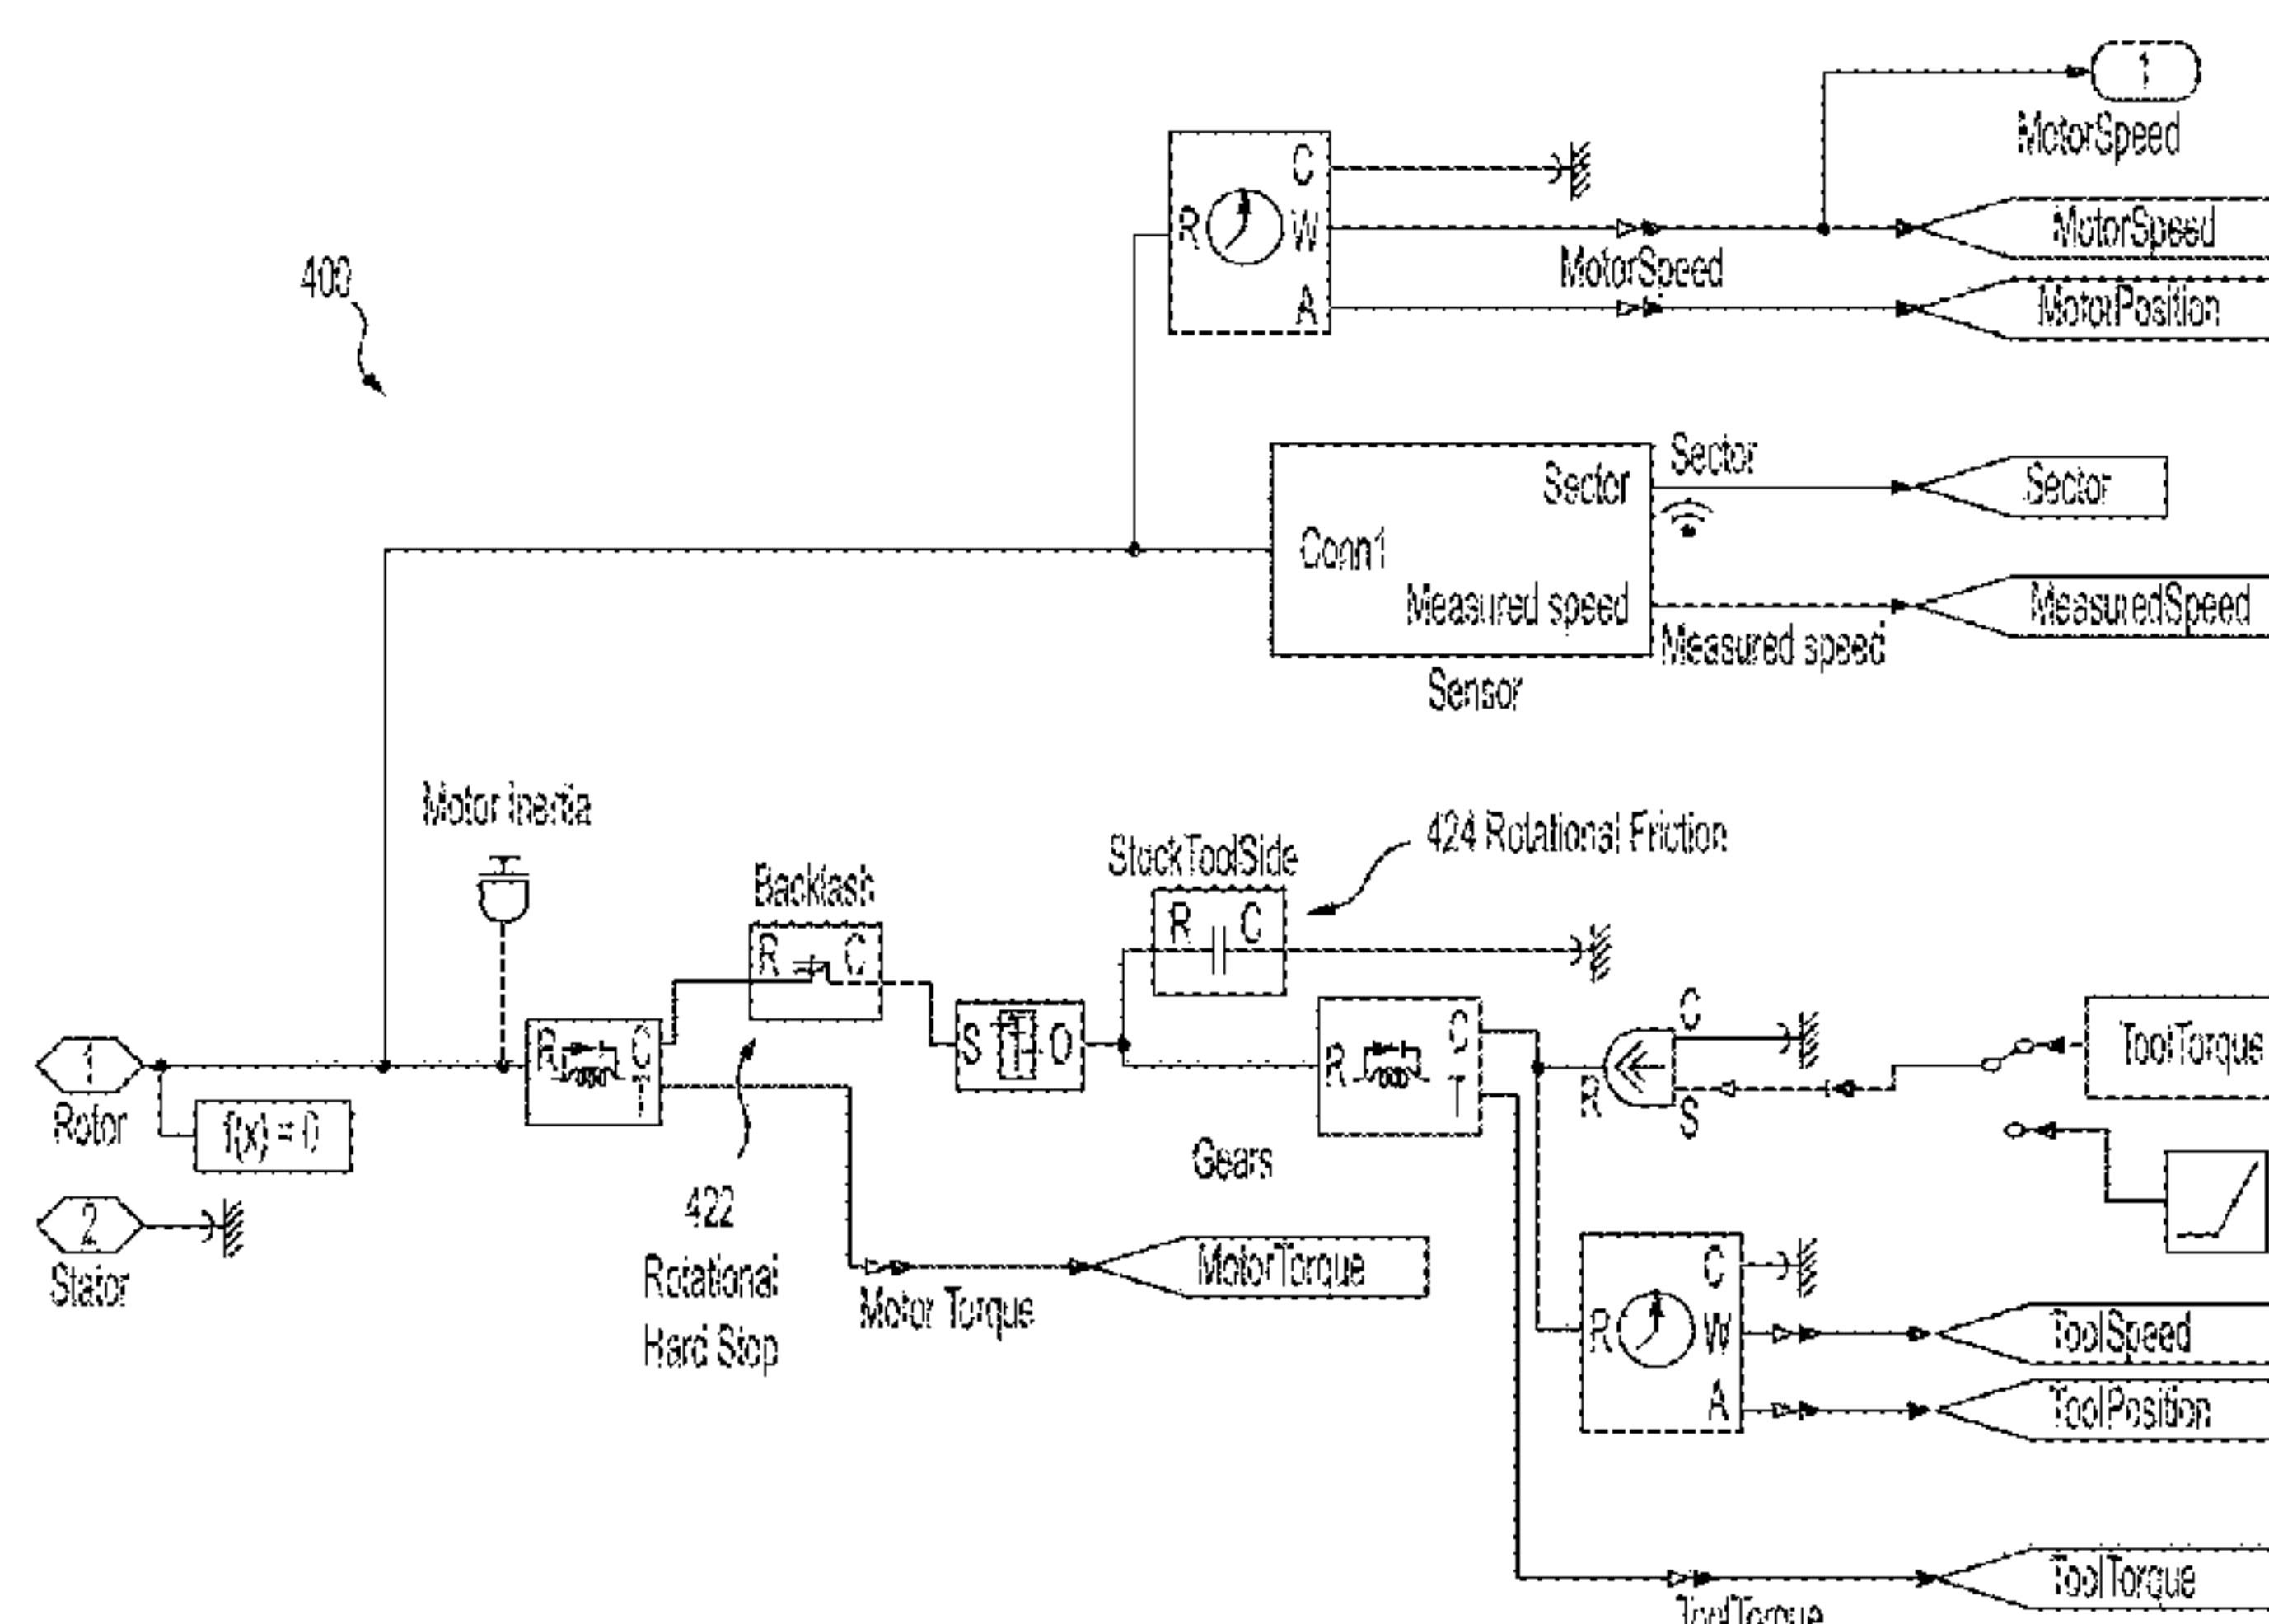 1
MotorSpeed
C
R
W
MotorSpeed
MotorSpeed
A
MotorPosition
400
Sector
Sector
Sector
Conn1
Measured speed
MeasuredSpeed
Measured speed
Sensor
Motor Inertia
424 Rotational Friction
StuckToolSide
Backlash
R C
R C
1
Rotor
f(x) = 0
R C
T
S O
R C
T
Gears
C
R
S
ToolTorque
2
Stator
422
Rotational
Hard Stop
MotorTorque
Motor Torque
C
R W
A
ToolSpeed
ToolPosition
ToolTorque
ToolTorque